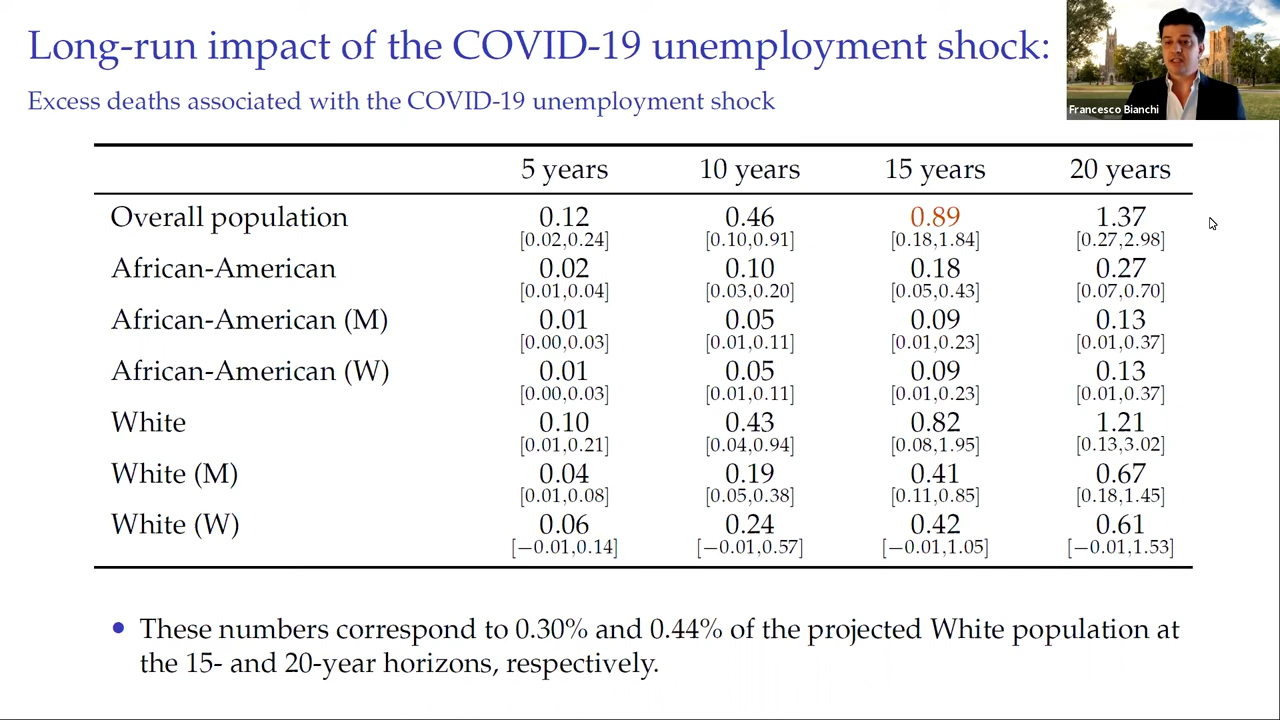 Long-run impact of the COVID-19 unemployment shock:
Excess deaths associated with the COVID-19 unemployment shock
Francesco Bianchi
5 years 10 years 15 years 20 years
Overall population 0.12 0.46 0.89 1.37
[0.02,0.24] [0.10,0.91] [0.18,1.84] [0.27,2.98]
African-American 0.02 0.10 0.18 0.27
[0.01,0.04] [0.03,0.20] [0.05,0.43] [0.07,0.70]
African-American (M) 0.01 0.05 0.09 0.13
[0.00,0.03] [0.01,0.11] [0.01,0.23] [0.01,0.37]
African-American (W) 0.01 0.05 0.09 0.13
[0.00,0.03] [0.01,0.11] [0.01,0.23] [0.01,0.37]
White 0.10 0.43 0.82 1.21
[0.01,0.21] [0.04,0.94] [0.08,1.95] [0.13,3.02]
White (M) 0.04 0.19 0.41 0.67
[0.01,0.08] [0.05,0.38] [0.11,0.85] [0.18,1.45]
White (W) 0.06 0.24 0.42 0.61
[−0.01,0.14] [−0.01,0.57] [−0.01,1.05] [−0.01,1.53]
• These numbers correspond to 0.30% and 0.44% of the projected White population at
the 15- and 20-year horizons, respectively.